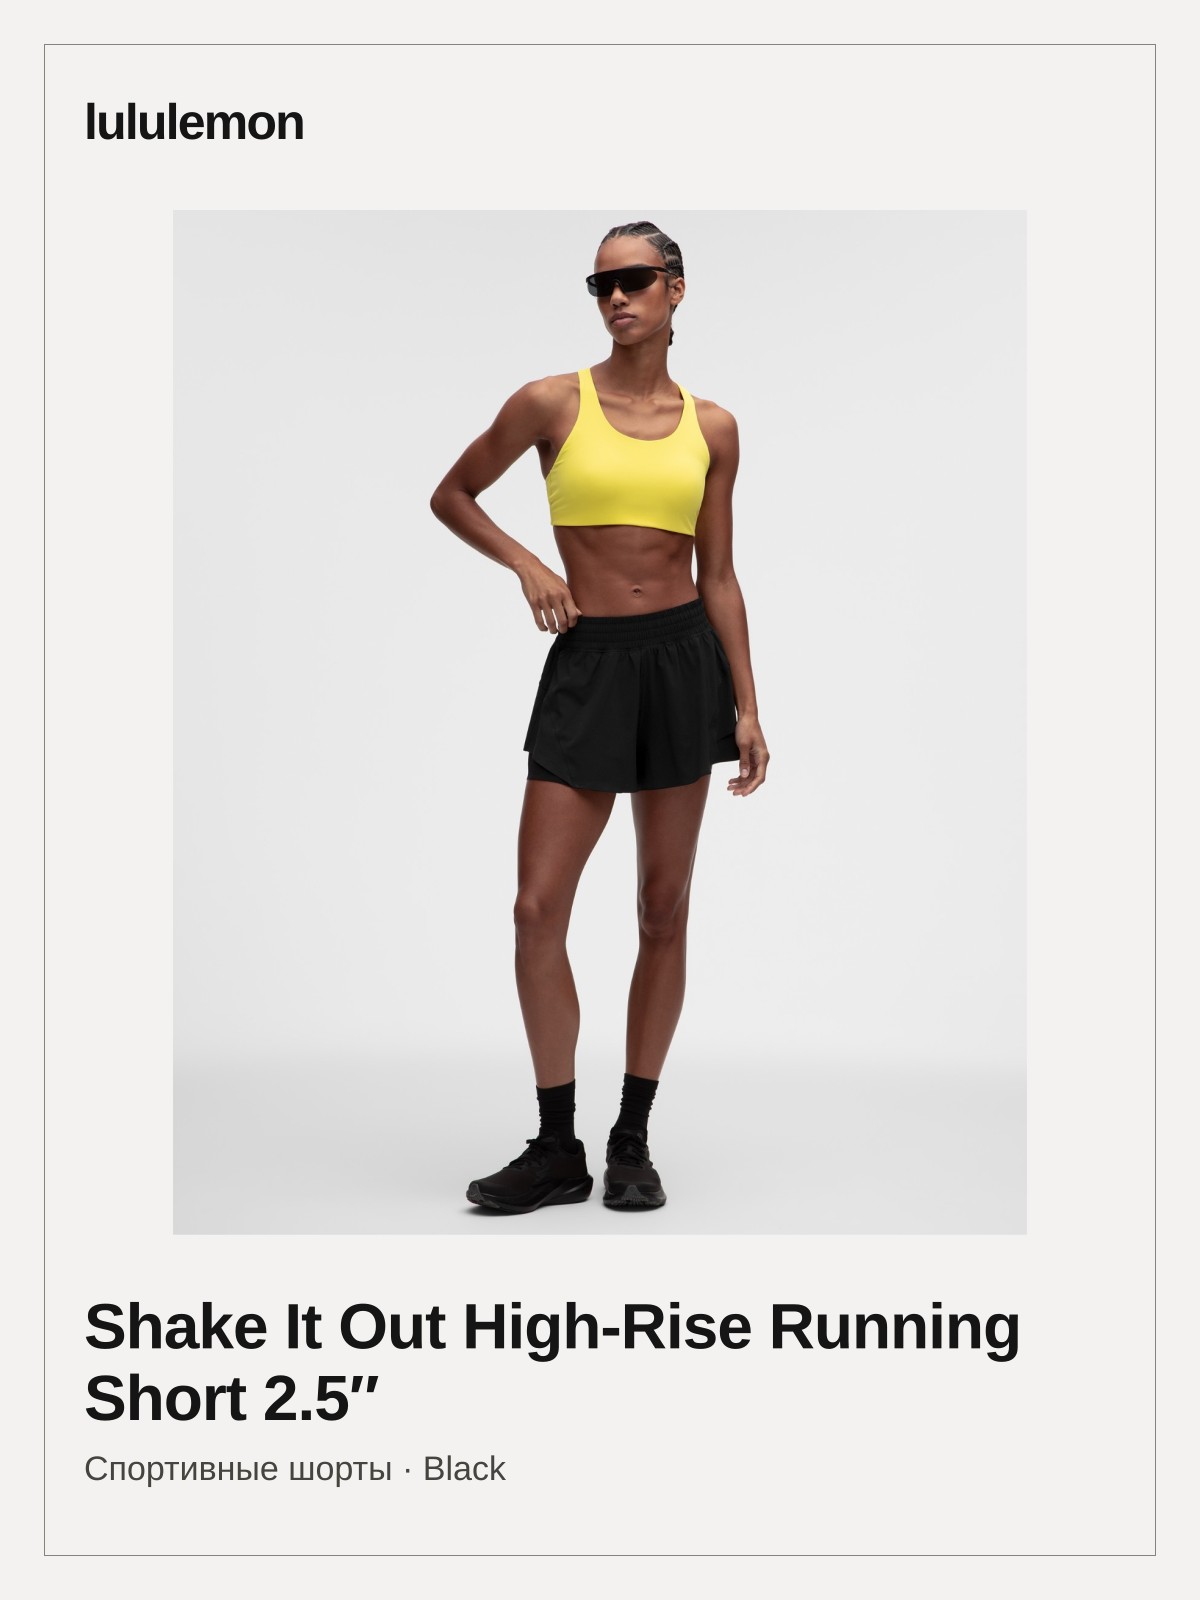 lululemon
Shake It Out High-Rise Running
Short 2.5″
Спортивные шорты · Black